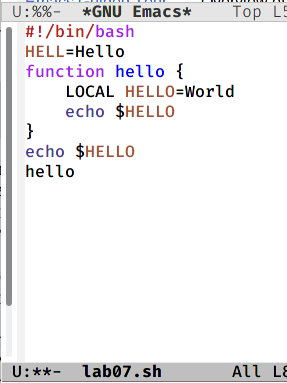 U:%%-  *GNU Emacs*    Top L5
#!/bin/bash
HELL=Hello
function hello {
    LOCAL HELLO=World
    echo $HELLO
}
echo $HELLO
hello
U:**-  lab07.sh       All L8